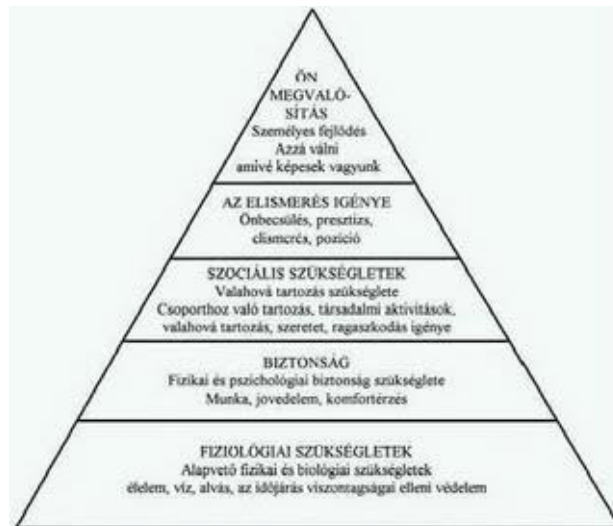 ÖN
MEGVALÓ-
SÍTÁS
Személyes fejlődés
Azzá válni
amivé képesek vagyunk
AZ ELISMERÉS IGÉNYE
Önbecsülés, presztízs,
elismerés, pozíció
SZOCIÁLIS SZÜKSÉGLETEK
Valahová tartozás szükséglete
Csoporthoz való tartozás, társadalmi aktivitások,
valahová tartozás, szeretet, ragaszkodás igénye
BIZTONSÁG
Fizikai és pszichológiai biztonság szükséglete
Munka, jövedelem, komfortérzés
FIZIOLÓGIAI SZÜKSÉGLETEK
Alapvető fizikai és biológiai szükségletek
élelem, víz, alvás, az időjárás viszontagságai elleni védelem